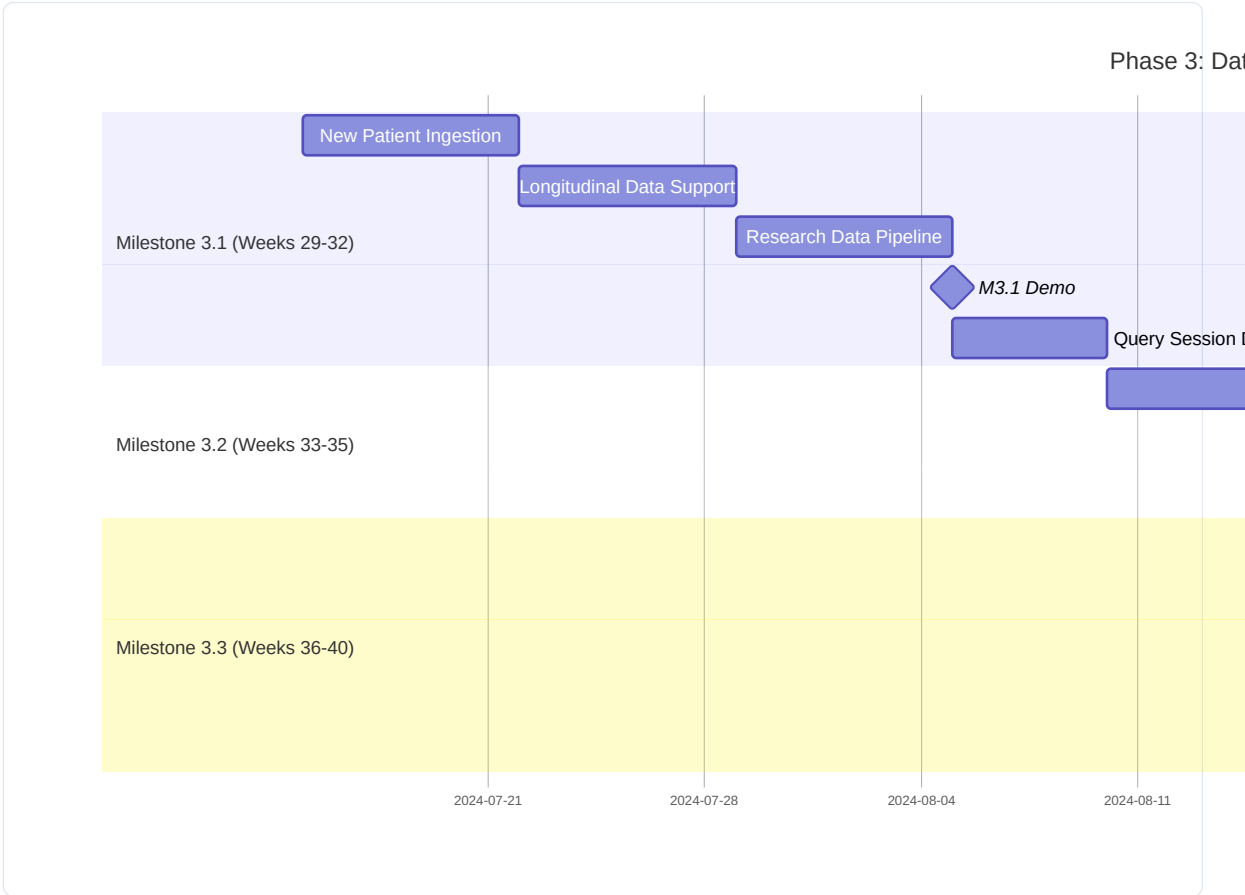 Phase 3: Dat
New Patient Ingestion
Longitudinal Data Support
Research Data Pipeline
Milestone 3.1 (Weeks 29-32)
M3.1 Demo
Query Session D
Milestone 3.2 (Weeks 33-35)
Milestone 3.3 (Weeks 36-40)
2024-07-21
2024-07-28
2024-08-04
2024-08-11